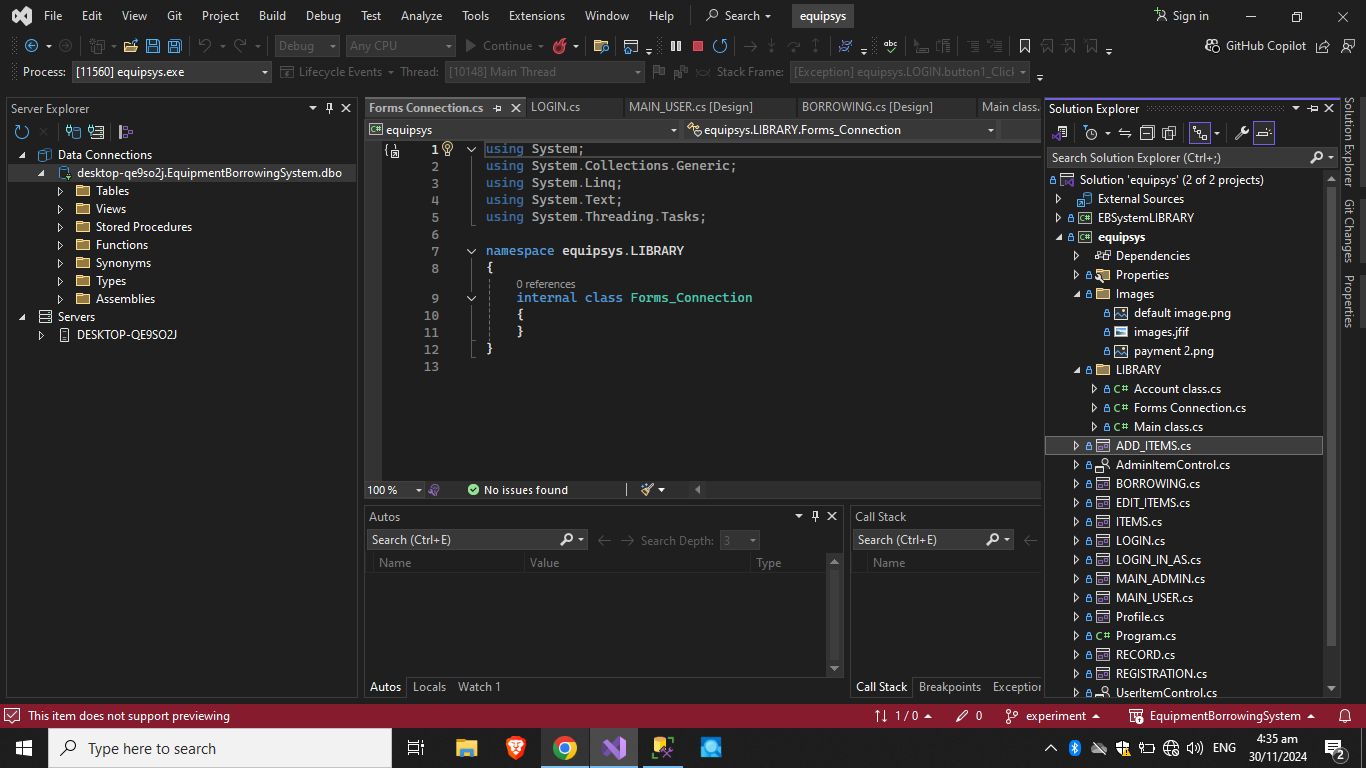 File Edit View Git Project Build Debug Test Analyze Tools Extensions Window Help Search equipsys Sign in
Debug Any CPU Continue GitHub Copilot
Process: [11560] equipsys.exe Lifecycle Events Thread: [10148] Main Thread Stack Frame: [Exception] equipsys.LOGIN.button1_Click
Server Explorer
Data Connections
desktop-qe9so2j.EquipmentBorrowingSystem.dbo
Tables
Views
Stored Procedures
Functions
Synonyms
Types
Assemblies
Servers
DESKTOP-QE9SO2J
Forms Connection.cs LOGIN.cs MAIN_USER.cs [Design] BORROWING.cs [Design] Main class.
equipsys equipsys.LIBRARY.Forms_Connection
1 using System;
2 using System.Collections.Generic;
3 using System.Linq;
4 using System.Text;
5 using System.Threading.Tasks;
6
7 namespace equipsys.LIBRARY
8 {
0 references
9 internal class Forms_Connection
10 {
11 }
12 }
13
100 % No issues found
Autos
Search (Ctrl+E) Search Depth: 3
Name Value Type
Autos Locals Watch 1
Call Stack
Search (Ctrl+E)
Name
Call Stack Breakpoints Exception
Solution Explorer
Search Solution Explorer (Ctrl+;)
Solution 'equipsys' (2 of 2 projects)
External Sources
EBSystemLIBRARY
equipsys
Dependencies
Properties
Images
default image.png
images.jfif
payment 2.png
LIBRARY
Account class.cs
Forms Connection.cs
Main class.cs
ADD_ITEMS.cs
AdminItemControl.cs
BORROWING.cs
EDIT_ITEMS.cs
ITEMS.cs
LOGIN.cs
LOGIN_IN_AS.cs
MAIN_ADMIN.cs
MAIN_USER.cs
Profile.cs
Program.cs
RECORD.cs
REGISTRATION.cs
UserItemControl.cs
Solution Explorer
Git Changes
Properties
This item does not support previewing 1 / 0 0 experiment EquipmentBorrowingSystem
Type here to search ENG 4:35 am
30/11/2024 2